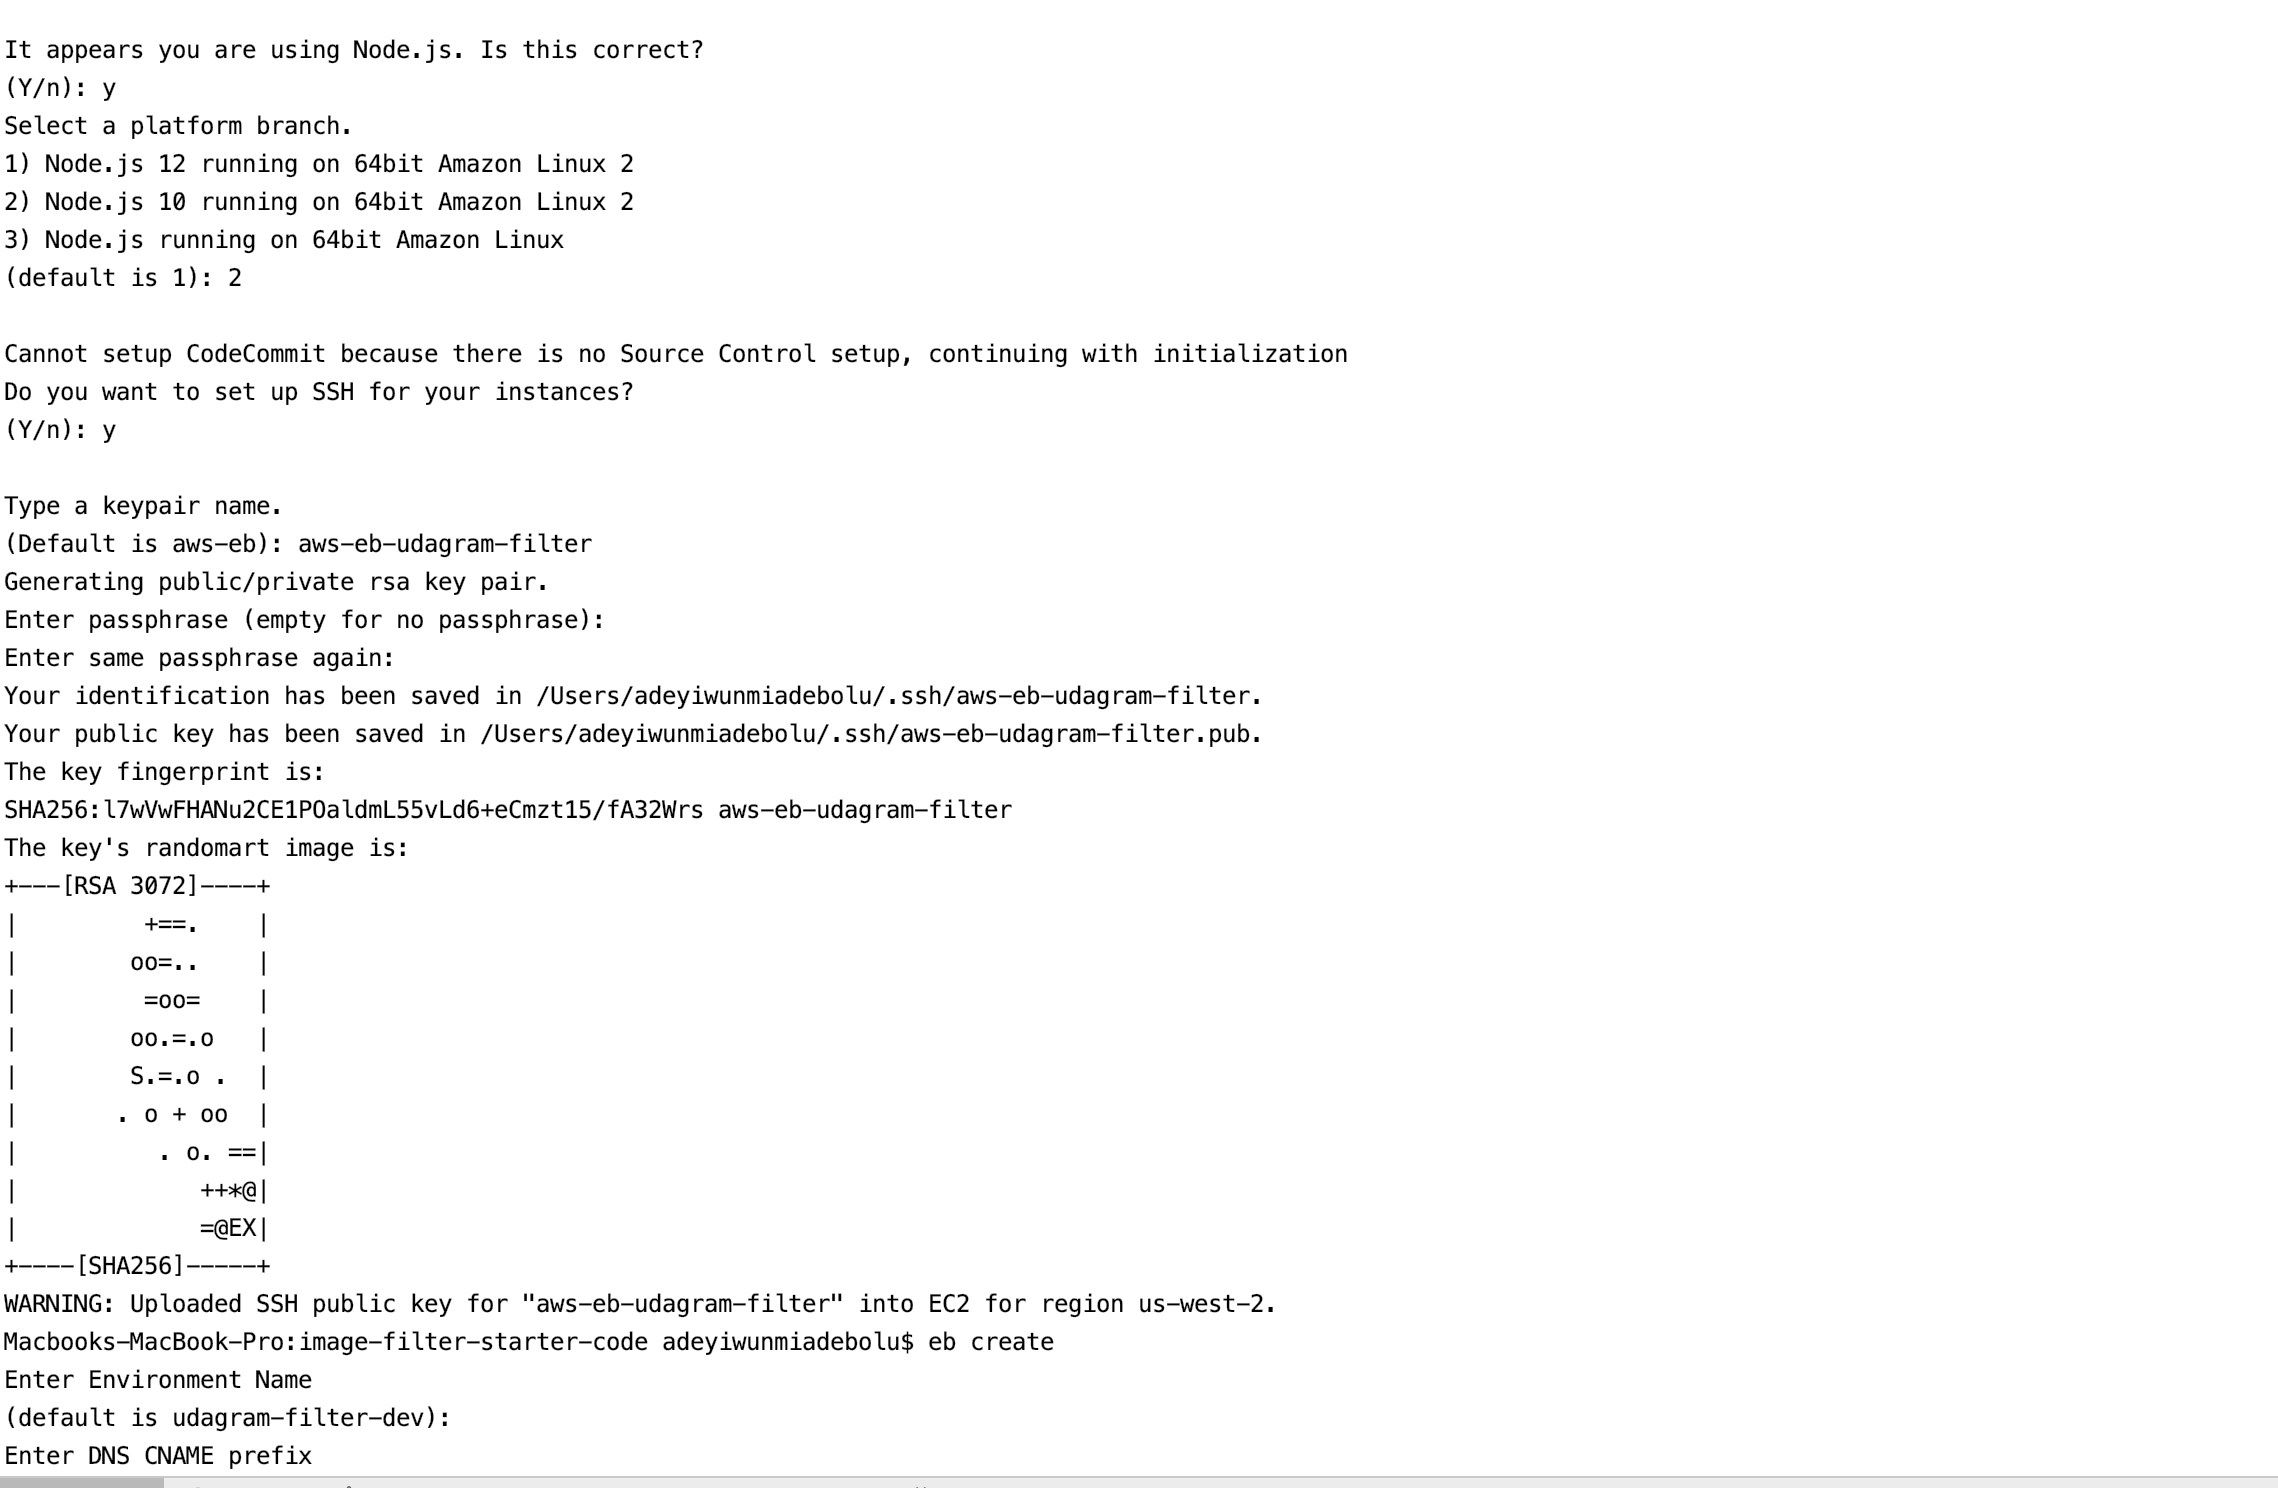 It appears you are using Node.js. Is this correct?
(Y/n): y
Select a platform branch.
1) Node.js 12 running on 64bit Amazon Linux 2
2) Node.js 10 running on 64bit Amazon Linux 2
3) Node.js running on 64bit Amazon Linux
(default is 1): 2
Cannot setup CodeCommit because there is no Source Control setup, continuing with initialization
Do you want to set up SSH for your instances?
(Y/n): y
Type a keypair name.
(Default is aws-eb): aws-eb-udagram-filter
Generating public/private rsa key pair.
Enter passphrase (empty for no passphrase):
Enter same passphrase again:
Your identification has been saved in /Users/adeyiwunmiadebolu/.ssh/aws-eb-udagram-filter.
Your public key has been saved in /Users/adeyiwunmiadebolu/.ssh/aws-eb-udagram-filter.pub.
The key fingerprint is:
SHA256:l7wVwFHANu2CE1POaldmL55vLd6+eCmzt15/fA32Wrs aws-eb-udagram-filter
The key's randomart image is:
+---[RSA 3072]----+
|         +==.    |
|        oo=..    |
|         =oo=    |
|        oo.=.o   |
|        S.=.o .  |
|       . o + oo  |
|          . o. ==|
|             ++*@|
|             =@EX|
+----[SHA256]-----+
WARNING: Uploaded SSH public key for "aws-eb-udagram-filter" into EC2 for region us-west-2.
Macbooks-MacBook-Pro:image-filter-starter-code adeyiwunmiadebolu$ eb create
Enter Environment Name
(default is udagram-filter-dev):
Enter DNS CNAME prefix